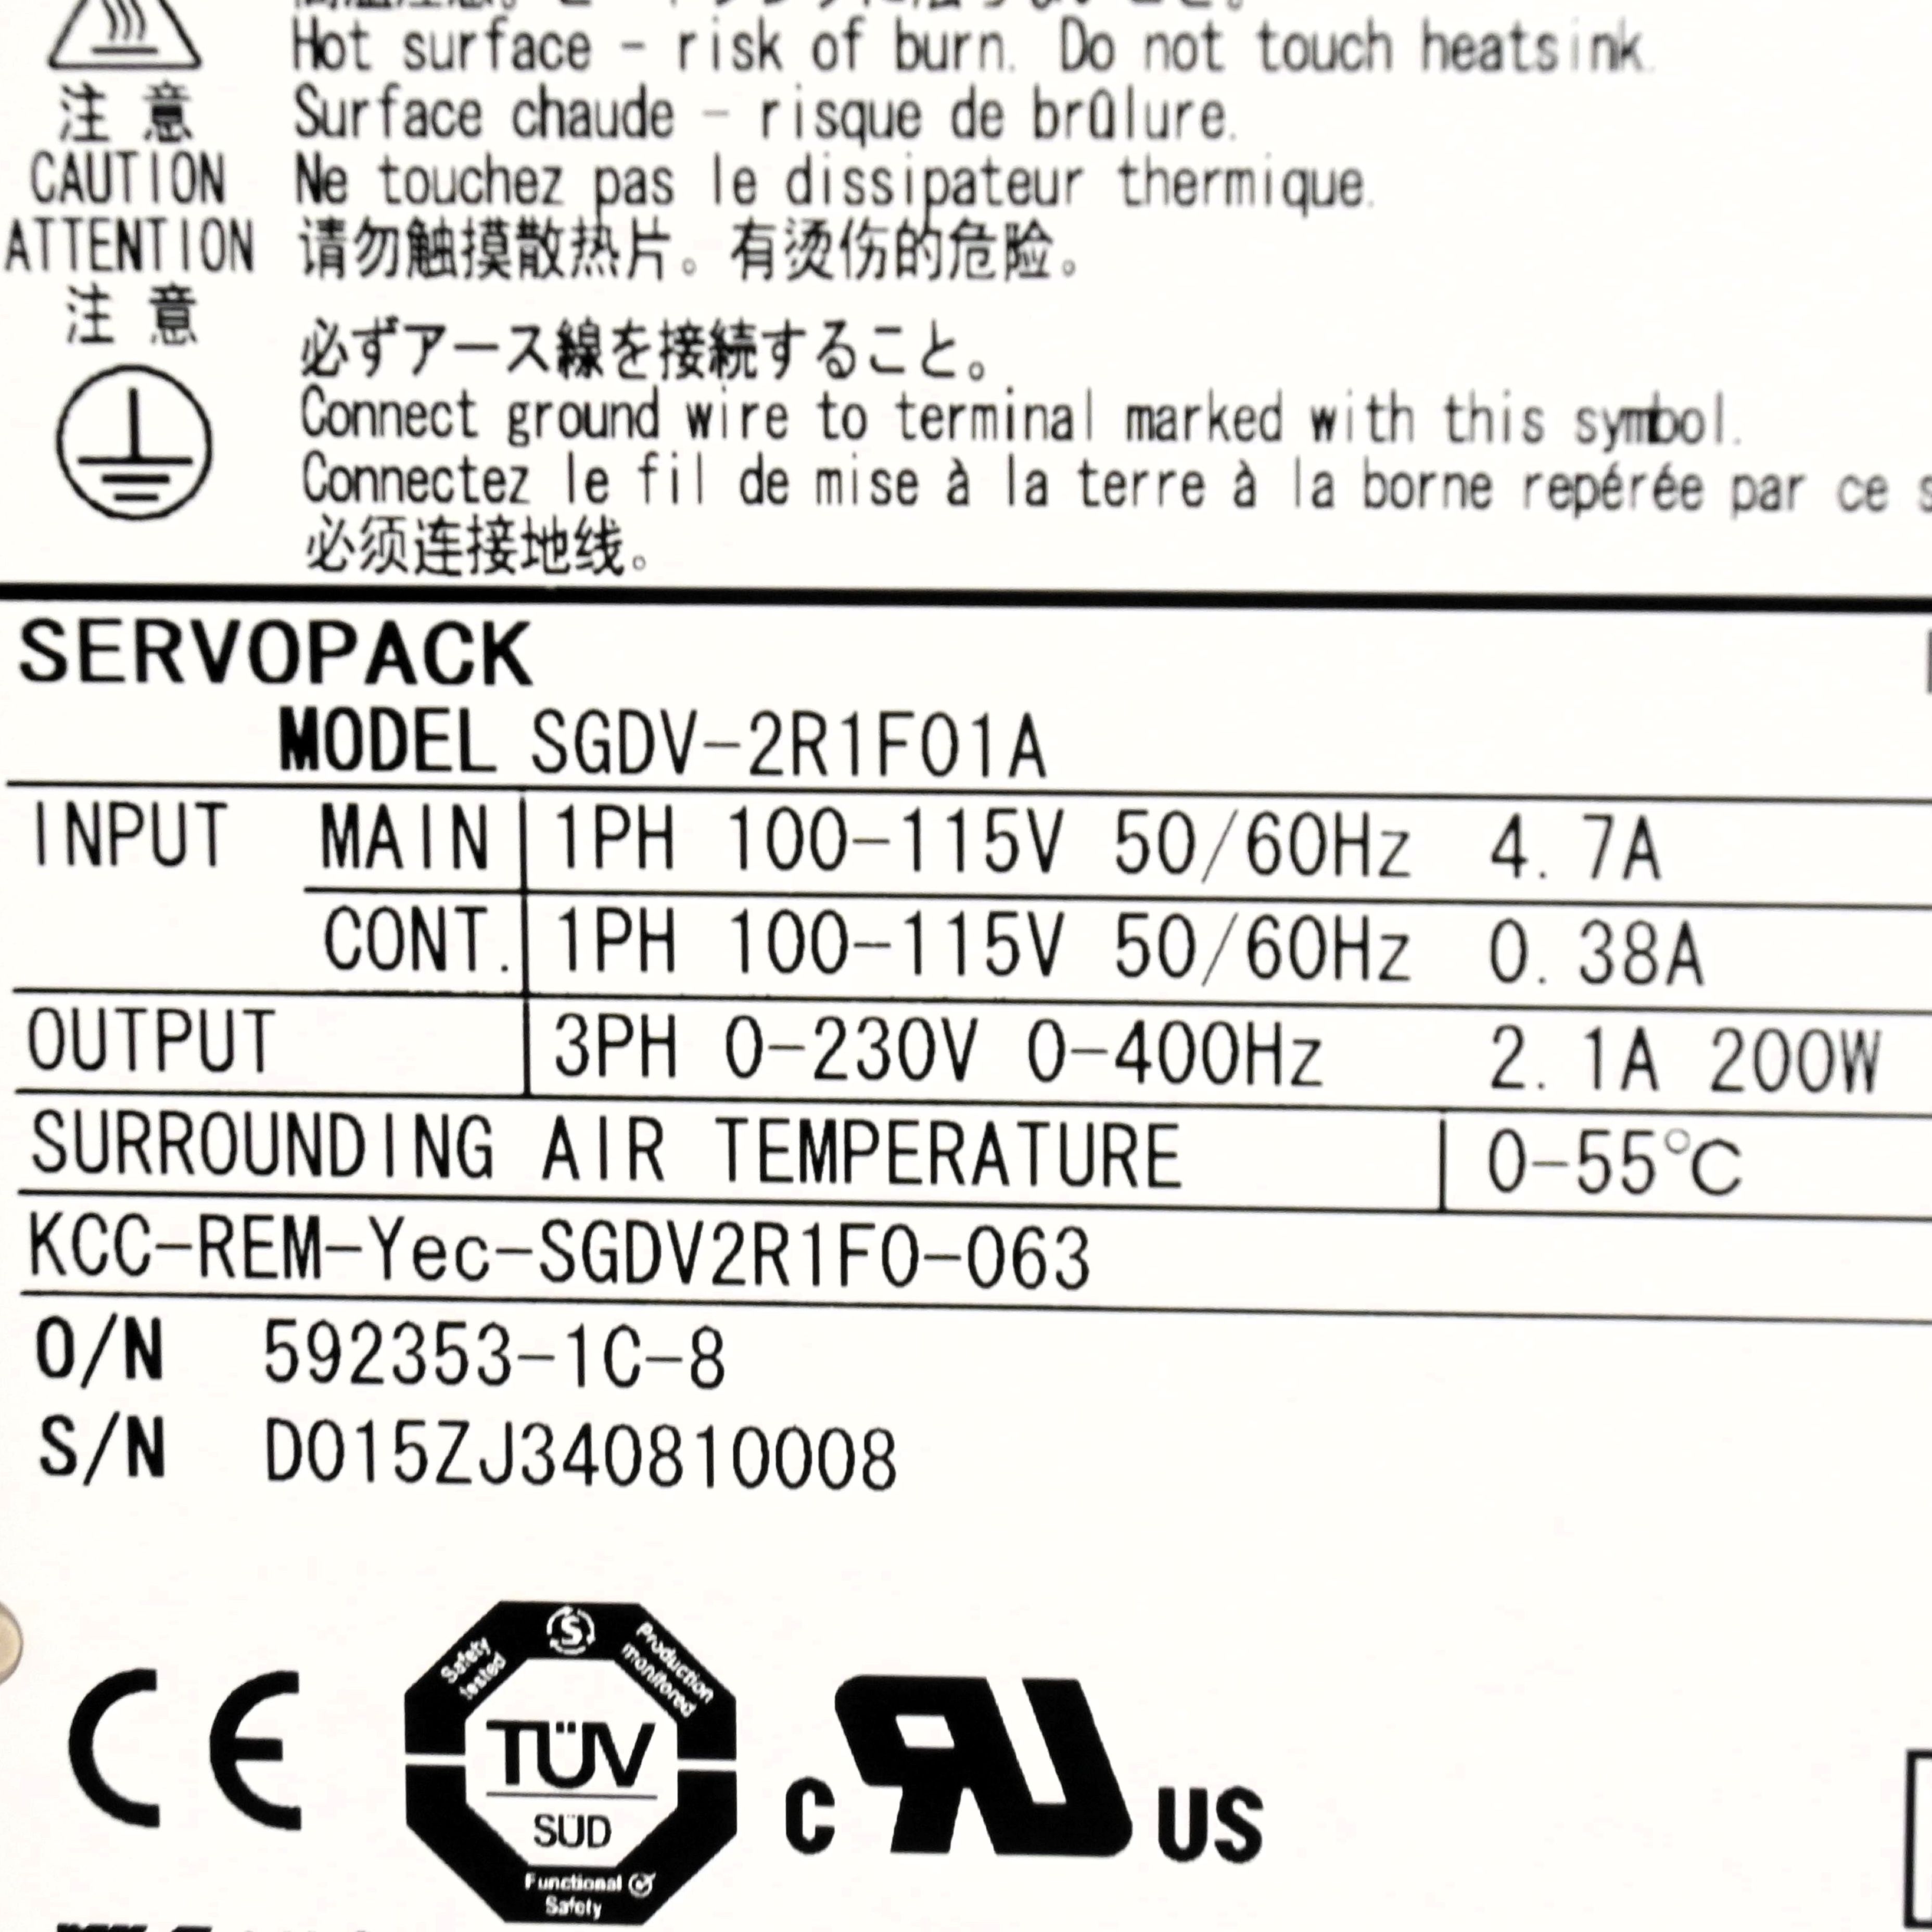 Hot surface - risk of burn. Do not touch heatsink.
注 意 Surface chaude - risque de brûlure.
CAUTION Ne touchez pas le dissipateur thermique.
ATTENTION 请勿触摸散热片。有烫伤的危险。
注 意
必ずアース線を接続すること。
Connect ground wire to terminal marked with this symbol.
Connectez le fil de mise à la terre à la borne repérée par ce s
必须连接地线。
SERVOPACK
MODEL SGDV-2R1F01A
INPUT MAIN 1PH 100-115V 50/60Hz 4.7A
CONT. 1PH 100-115V 50/60Hz 0.38A
OUTPUT 3PH 0-230V 0-400Hz 2.1A 200W
SURROUNDING AIR TEMPERATURE 0-55℃
KCC-REM-Yec-SGDV2R1F0-063
O/N 592353-1C-8
S/N D015ZJ340810008
CE
Safety tested
S
Production monitored
TÜV
SÜD
Functional Safety
C RU US